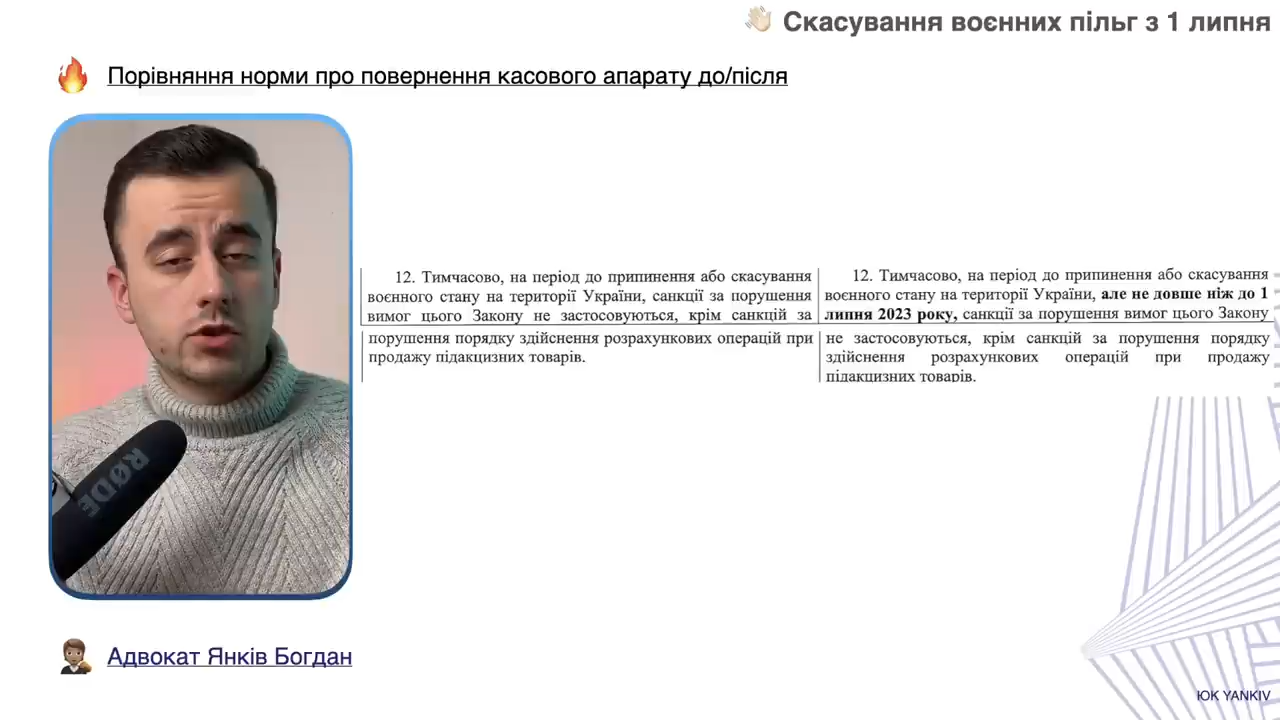 Скасування воєнних пільг з 1 липня
Порівняння норми про повернення касового апарату до/після
12. Тимчасово, на період до припинення або скасування
воєнного стану на території України, санкції за порушення
вимог цього Закону не застосовуються, крім санкцій за
порушення порядку здійснення розрахункових операцій при
продажу підакцизних товарів.
12. Тимчасово, на період до припинення або скасування
воєнного стану на території України, але не довше ніж до 1
липня 2023 року, санкції за порушення вимог цього Закону
не застосовуються, крім санкцій за порушення порядку
здійснення розрахункових операцій при продажу
підакцизних товарів.
RØDE
Адвокат Янків Богдан
ЮК YANKIV